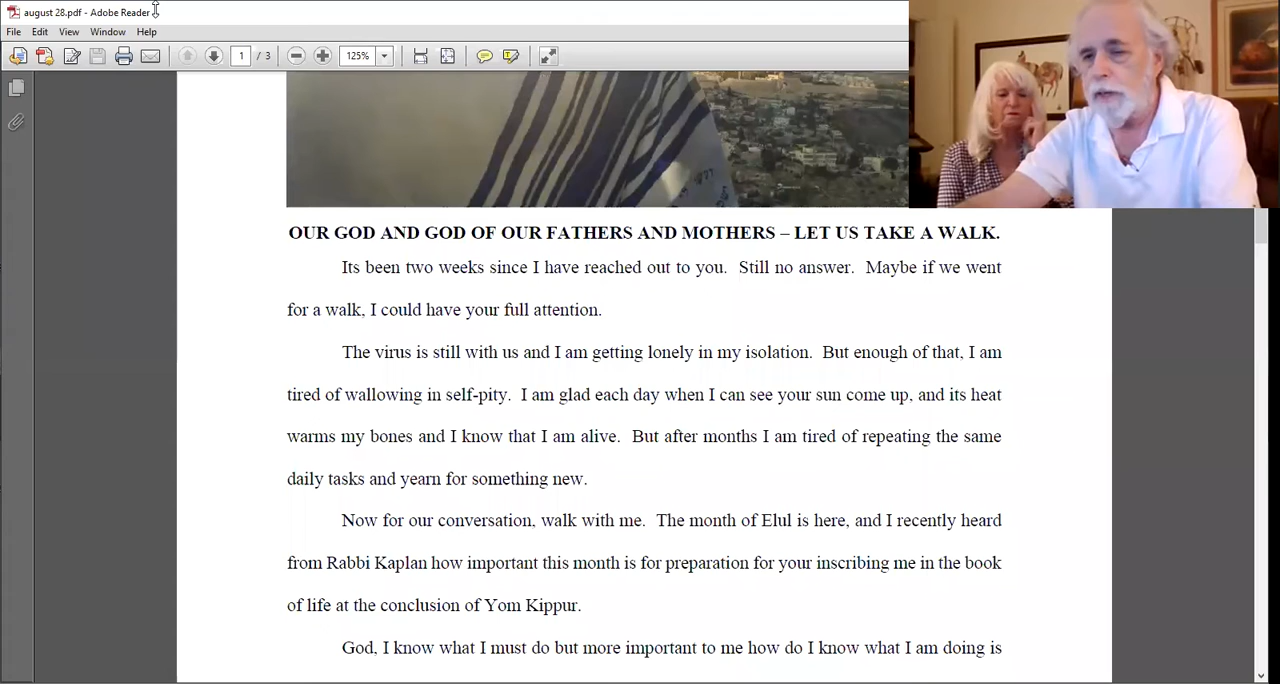 august 28.pdf - Adobe Reader
File Edit View Window Help
1 / 3 125%
OUR GOD AND GOD OF OUR FATHERS AND MOTHERS – LET US TAKE A WALK.
Its been two weeks since I have reached out to you. Still no answer. Maybe if we went
for a walk, I could have your full attention.
The virus is still with us and I am getting lonely in my isolation. But enough of that, I am
tired of wallowing in self-pity. I am glad each day when I can see your sun come up, and its heat
warms my bones and I know that I am alive. But after months I am tired of repeating the same
daily tasks and yearn for something new.
Now for our conversation, walk with me. The month of Elul is here, and I recently heard
from Rabbi Kaplan how important this month is for preparation for your inscribing me in the book
of life at the conclusion of Yom Kippur.
God, I know what I must do but more important to me how do I know what I am doing is